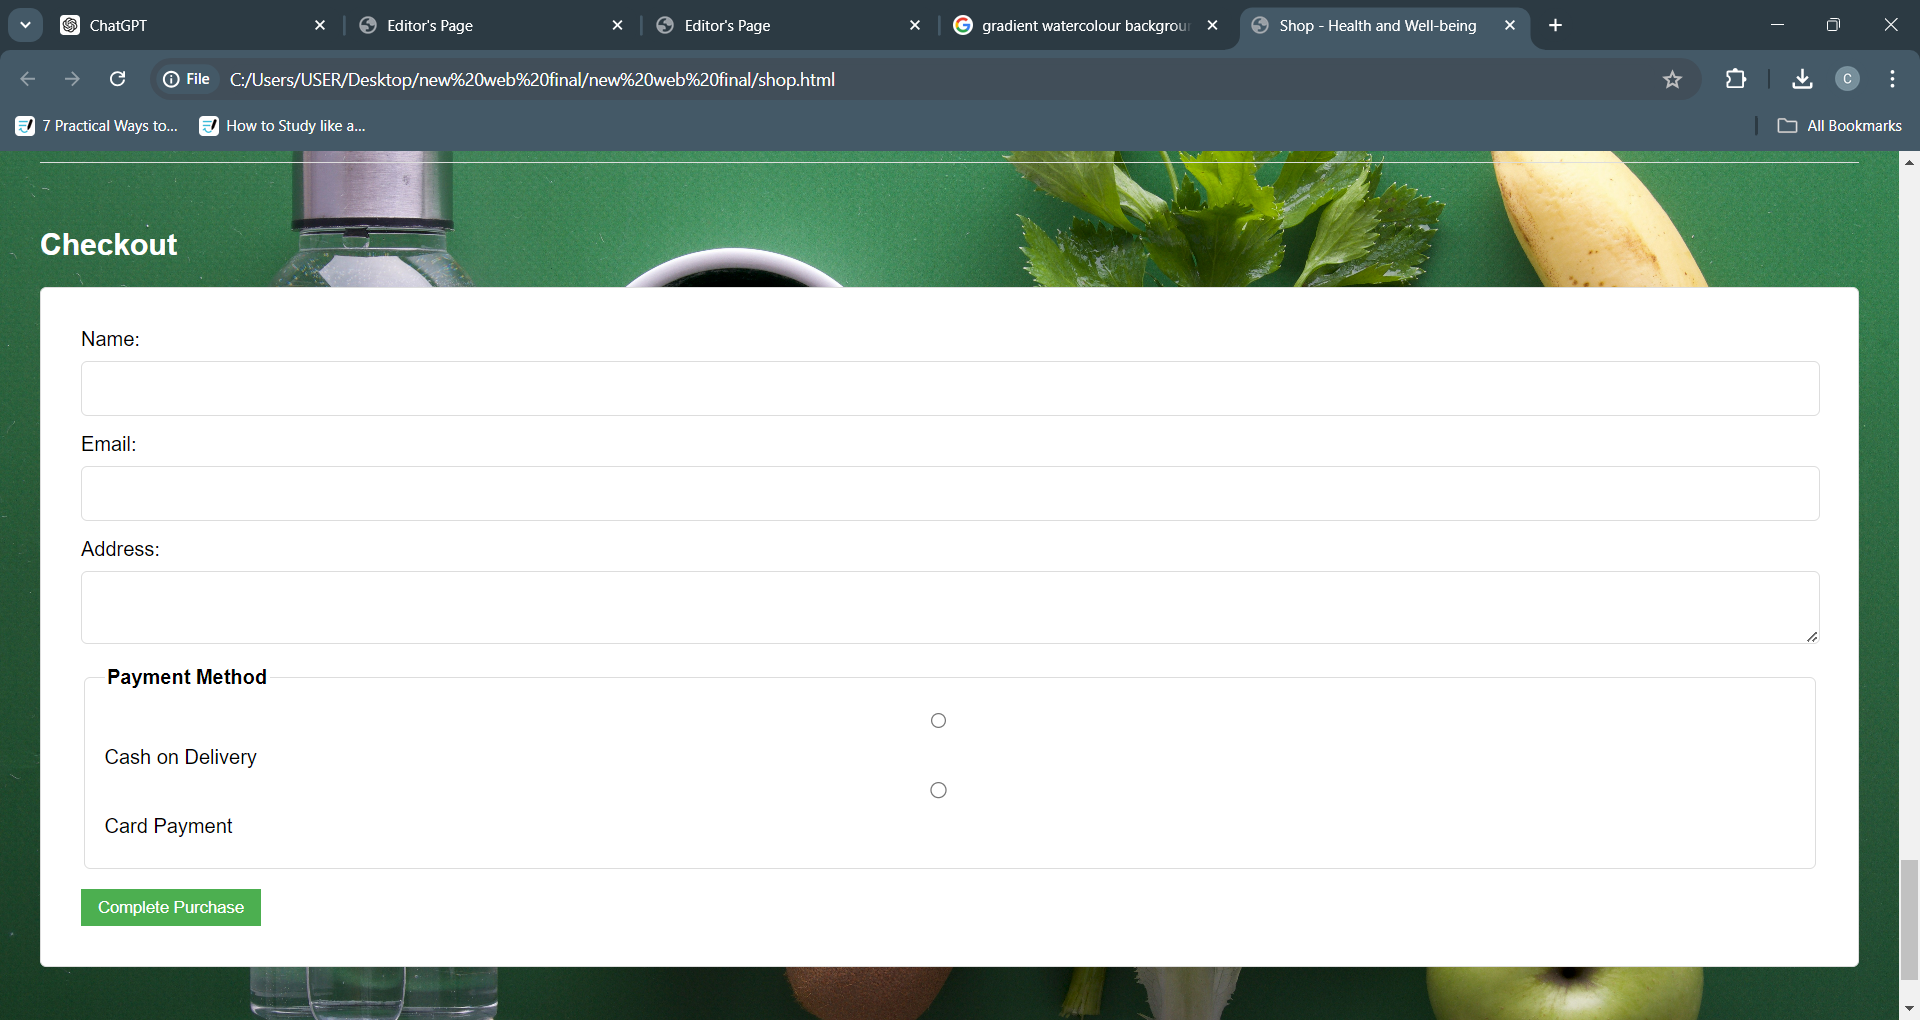 ChatGPT
Editor's Page
Editor's Page
gradient watercolour backgrou
Shop - Health and Well-being
File
C:/Users/USER/Desktop/new%20web%20final/new%20web%20final/shop.html
C
7 Practical Ways to...
How to Study like a...
All Bookmarks
Checkout
Name:
Email:
Address:
Payment Method
Cash on Delivery
Card Payment
Complete Purchase